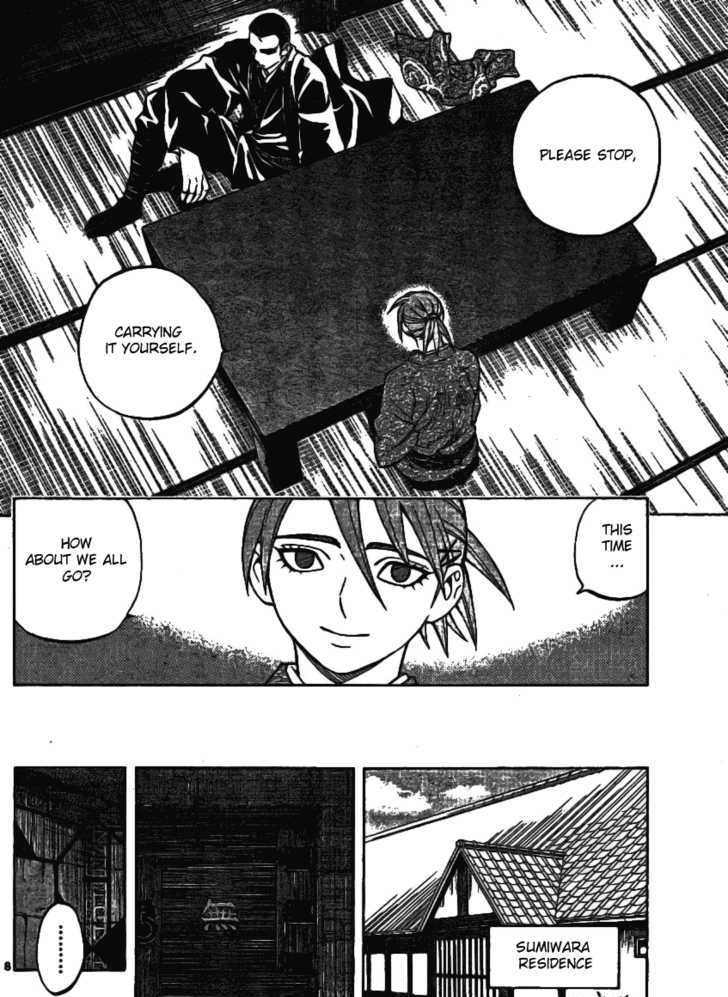 PLEASE STOP,
CARRYING
IT YOURSELF.
THIS
TIME
...
HOW
ABOUT WE ALL
GO?
SUMIWARA
RESIDENCE
無
........
8